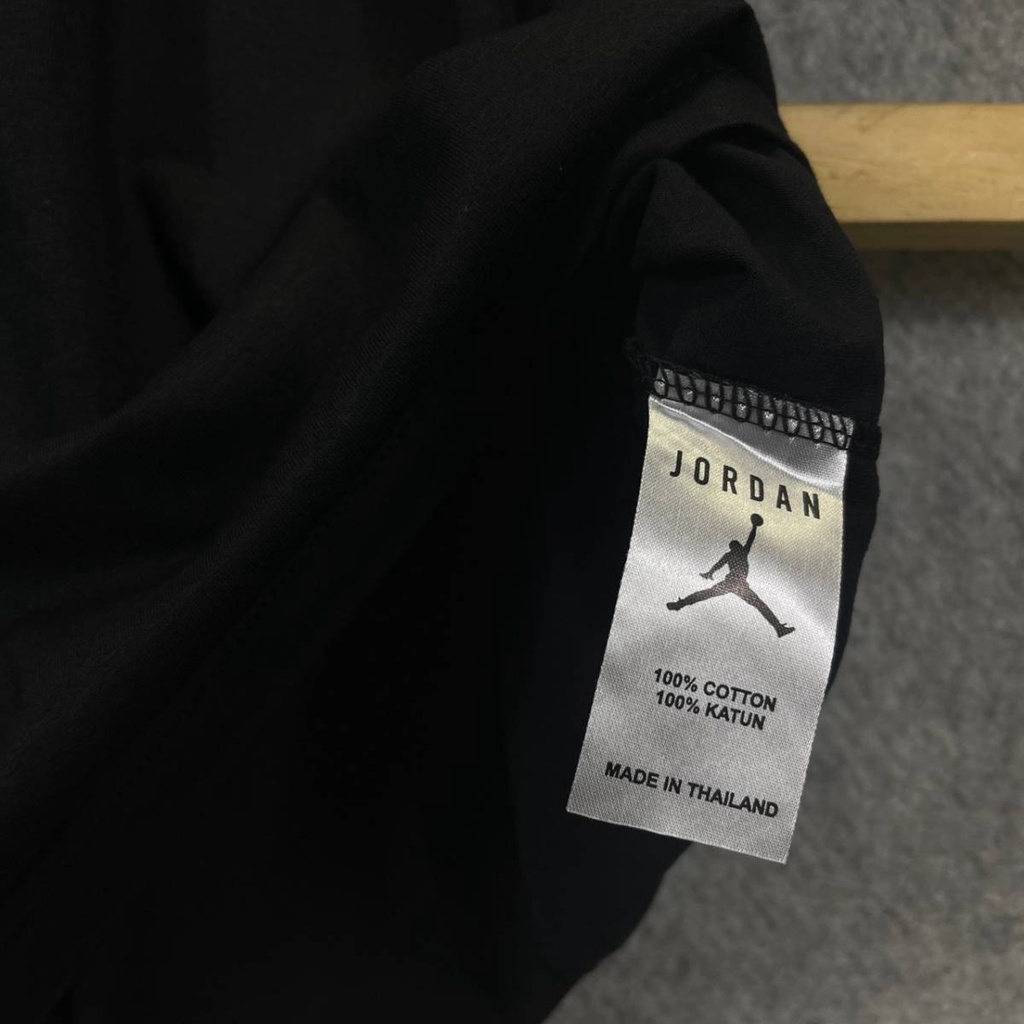 JORDAN
100% COTTON
100% KATUN
MADE IN THAILAND